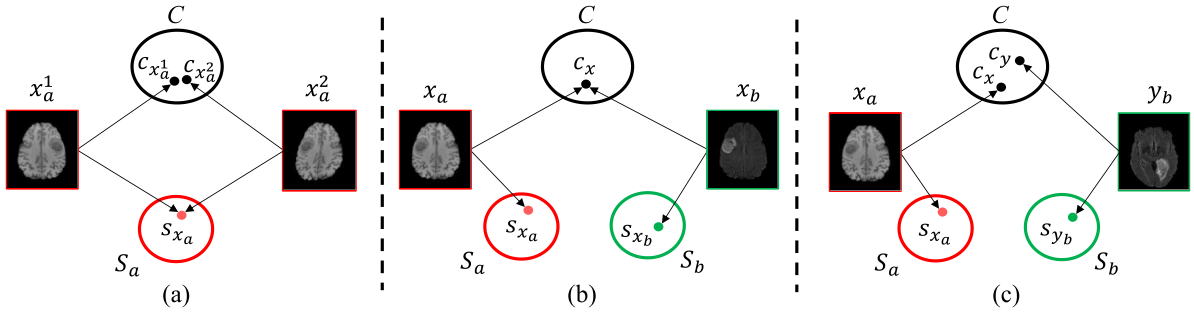 C
c_{x_a^1} c_{x_a^2}
x_a^1
x_a^2
s_{x_a}
S_a
(a)
C
c_x
x_a
x_b
s_{x_a}
s_{x_b}
S_a
S_b
(b)
C
c_y
c_x
x_a
y_b
s_{x_a}
s_{y_b}
S_a
S_b
(c)